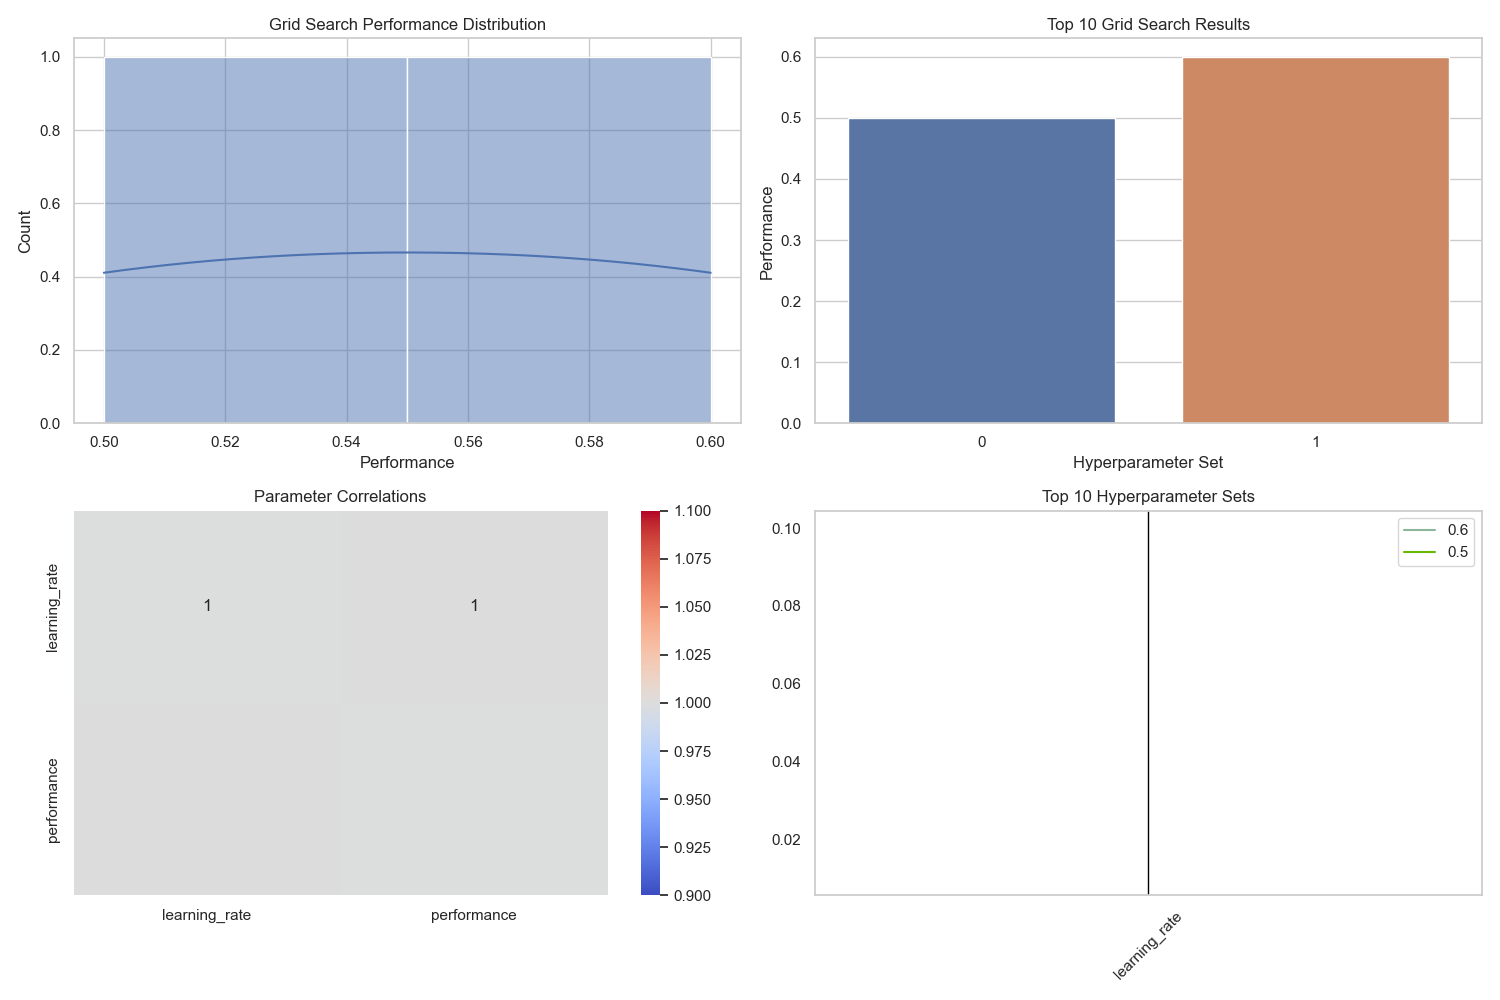 Grid Search Performance Distribution
1.0
0.8
0.6
0.4
0.2
0.0
Count
0.50 0.52 0.54 0.56 0.58 0.60
Performance
Top 10 Grid Search Results
0.6
0.5
0.4
0.3
0.2
0.1
0.0
Performance
0 1
Hyperparameter Set
Parameter Correlations
learning_rate
performance
1 1
learning_rate performance
1.100
1.075
1.050
1.025
1.000
0.975
0.950
0.925
0.900
Top 10 Hyperparameter Sets
0.10
0.08
0.06
0.04
0.02
0.6
0.5
learning_rate